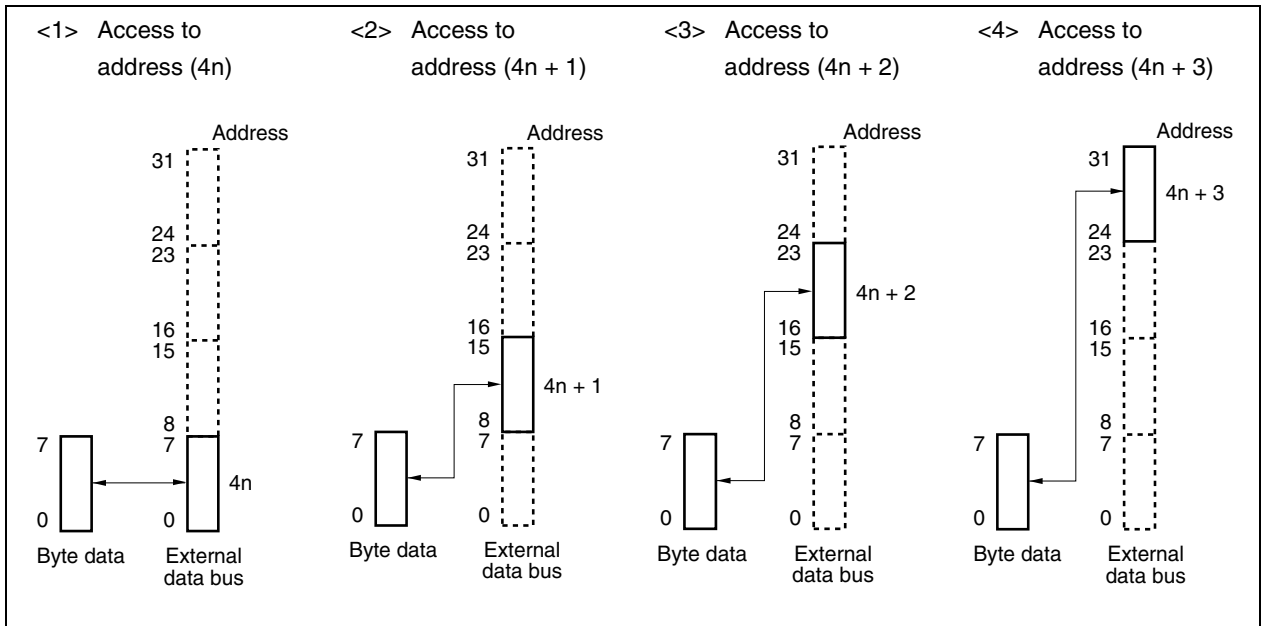 <1> Access to
address (4n)
Address
31
24
23
16
15
8
7
0
4n
7
0
Byte data
External
data bus
<2> Access to
address (4n + 1)
31
24
23
16
15
8
7
0
4n + 1
7
0
Byte data
External
data bus
<3> Access to
address (4n + 2)
Address
31
24
23
16
15
8
7
0
4n + 2
7
0
Byte data
External
data bus
<4> Access to
address (4n + 3)
Address
31
24
23
16
15
8
7
0
4n + 3
7
0
Byte data
External
data bus